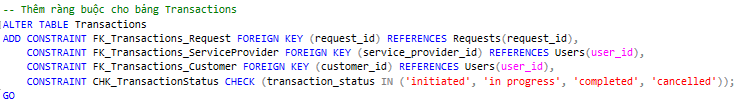 -- Thêm ràng buộc cho bảng Transactions
ALTER TABLE Transactions
ADD CONSTRAINT FK_Transactions_Request FOREIGN KEY (request_id) REFERENCES Requests(request_id),
    CONSTRAINT FK_Transactions_ServiceProvider FOREIGN KEY (service_provider_id) REFERENCES Users(user_id),
    CONSTRAINT FK_Transactions_Customer FOREIGN KEY (customer_id) REFERENCES Users(user_id),
    CONSTRAINT CHK_TransactionStatus CHECK (transaction_status IN ('initiated', 'in progress', 'completed', 'cancelled'));
GO